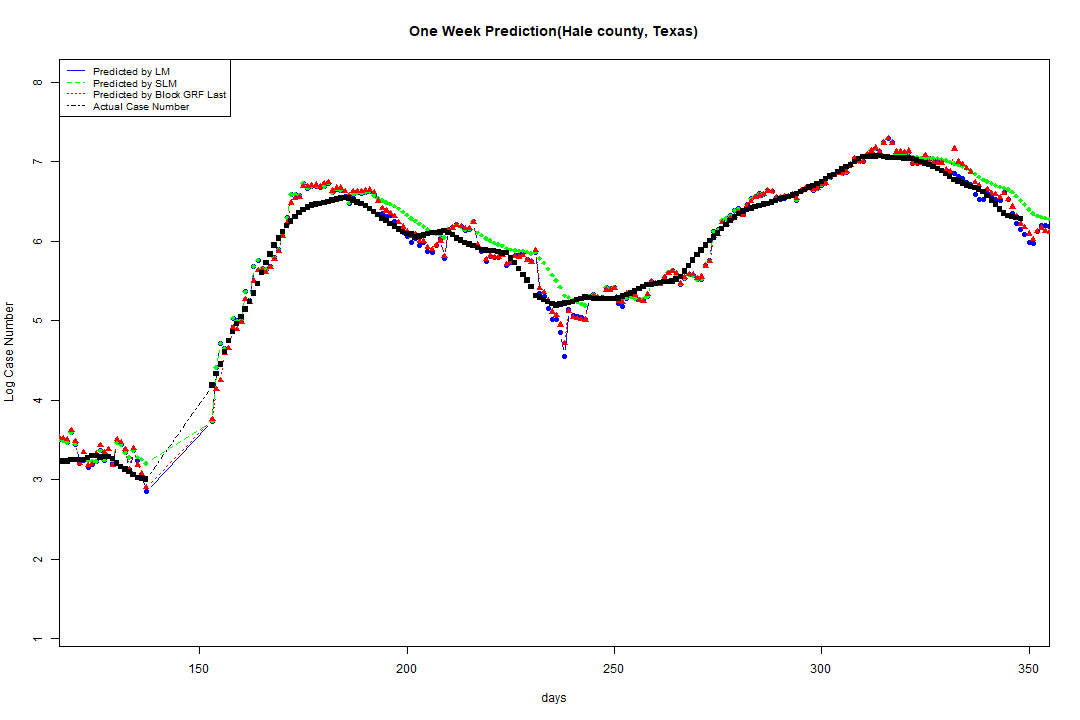 One Week Prediction(Hale county, Texas)
Predicted by LM
Predicted by SLM
Predicted by Block GRF Last
Actual Case Number
8
7
6
5
4
3
2
1
Log Case Number
150 200 250 300 350
days